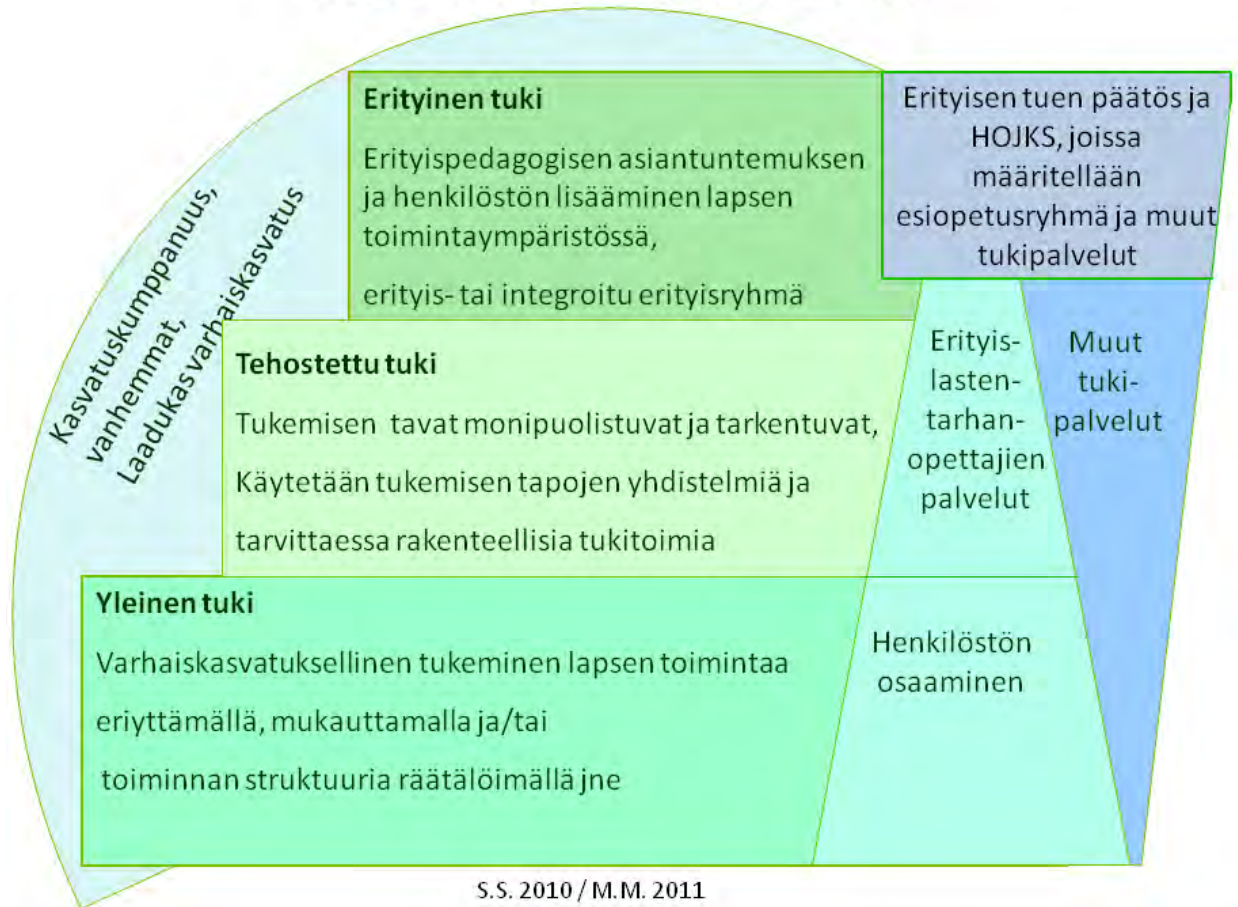 Kasvatuskumppanuus,
vanhemmat,
Laadukas varhaiskasvatus
Erityinen tuki
Erityispedagogisen asiantuntemuksen
ja henkilöstön lisääminen lapsen
toimintaympäristössä,
erityis- tai integroitu erityisryhmä
Erityisen tuen päätös ja
HOJKS, joissa
määritellään
esiopetusryhmä ja muut
tukipalvelut
Tehostettu tuki
Tukemisen tavat monipuolistuvat ja tarkentuvat,
Käytetään tukemisen tapojen yhdistelmiä ja
tarvittaessa rakenteellisia tukitoimia
Erityis-
lasten-
tarhan-
opettajien
palvelut
Muut
tuki-
palvelut
Yleinen tuki
Varhaiskasvatuksellinen tukeminen lapsen toimintaa
eriyttämällä, mukauttamalla ja/tai
toiminnan struktuuria räätälöimällä jne
Henkilöstön
osaaminen
S.S. 2010 / M.M. 2011